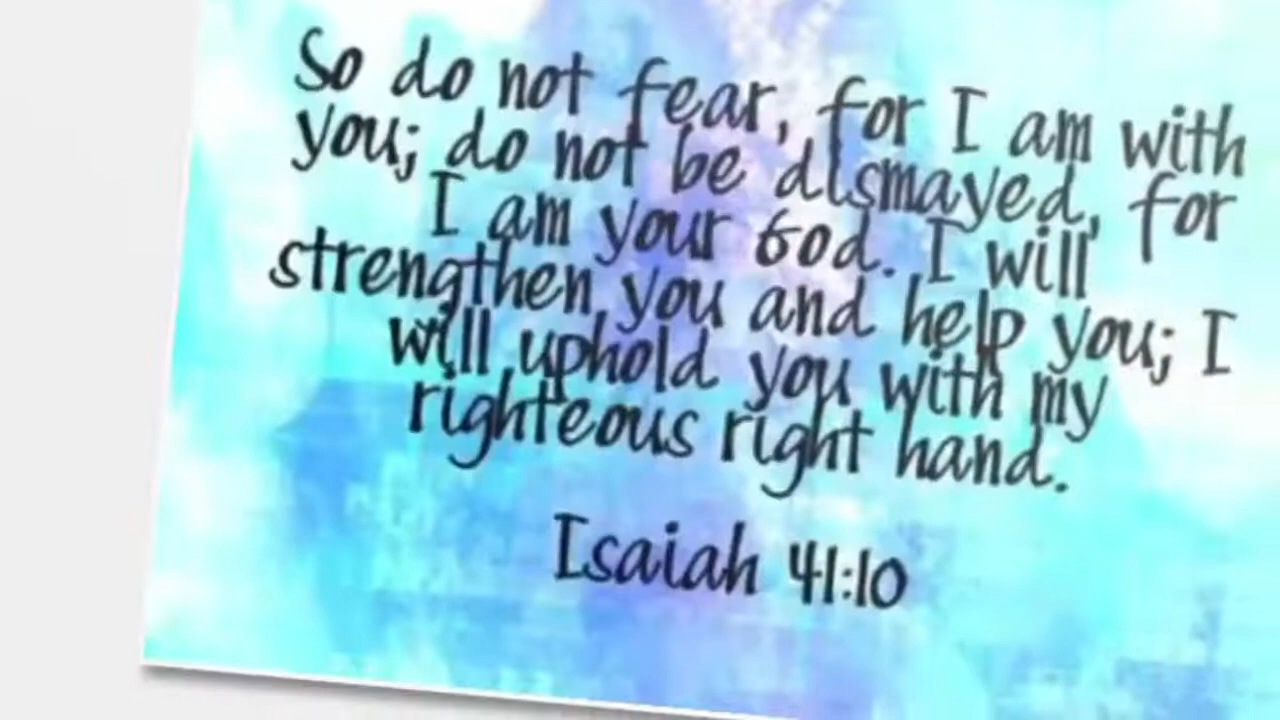 So do not fear, for I am with
you; do not be dismayed, for
I am your God. I will
strengthen you and help you; I
will uphold you with my
righteous right hand.
Isaiah 41:10